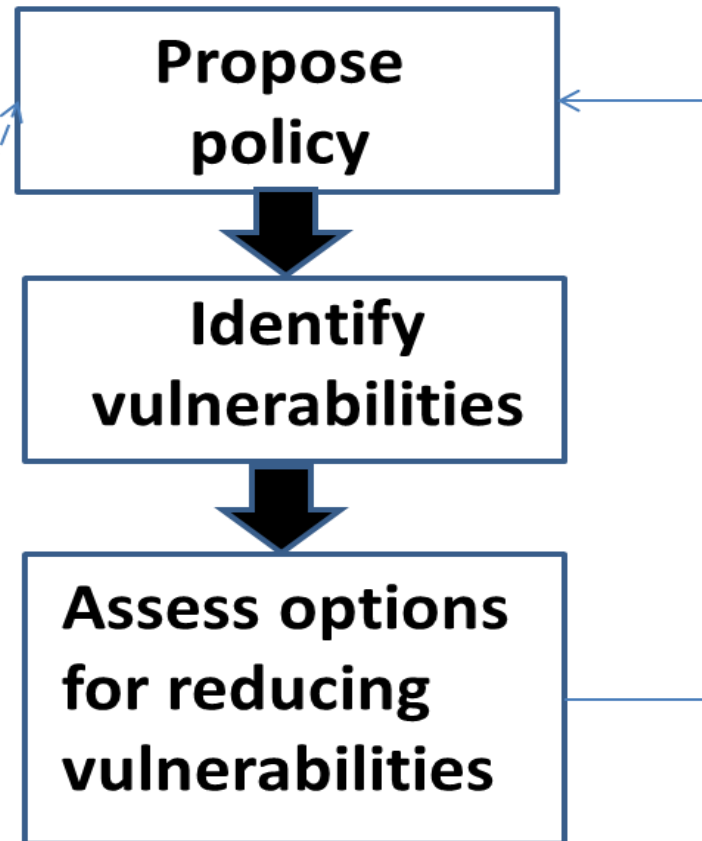 Propose
policy
Identify
vulnerabilities
Assess options
for reducing
vulnerabilities